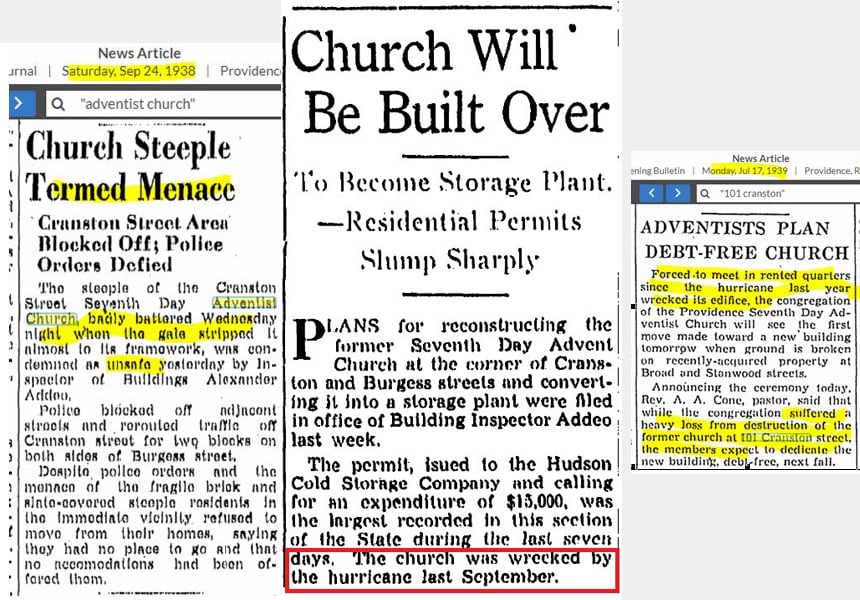 News Article
urnal | Saturday, Sep 24, 1938 | Providenc
"adventist church"
Church Steeple
Termed Menace
Cranston Street Area
Blocked Off; Police
Orders Defied
The steeple of the Cranston
Street Seventh Day Adventist
Church, badly battered Wednesday
night when the gale stripped it
almost to its framework, was con-
demned as unsafe yesterday by In-
spector of Buildings Alexander
Addeo.
Police blocked off adjacent
streets and rerouted traffic off
Cranston street for two blocks on
both sides of Burgess street.
Despite police orders and the
menace of the fragile brick and
slate-covered steeple residents in
the immediate vicinity refused to
move from their homes, saying
they had no place to go and that
no accomodations had been of-
fered them.
Church Will
Be Built Over
To Become Storage Plant.
—Residential Permits
Slump Sharply
PLANS for reconstructing the
former Seventh Day Advent
Church at the corner of Crans-
ton and Burgess streets and convert-
ing it into a storage plant were filed
in office of Building Inspector Addeo
last week.
The permit, isued to the Hudson
Cold Storage Company and calling
for an expenditure of $15,000, was
the largest recorded in this section
of the State during the last seven
days. The church was wrecked by
the hurricane last September.
News Article
ening Bulletin | Monday, Jul 17, 1939 | Providence, R
"101 cranston"
ADVENTISTS PLAN
DEBT-FREE CHURCH
Forced to meet in rented quarters
since the hurricane last year
wrecked its edifice, the congregation
of the Providence Seventh Day Ad-
ventist Church will see the first
move made toward a new building
tomorrow when ground is broken
on recently-acquired property at
Broad and Stanwood streets.
Announcing the ceremony today,
Rev. A. A. Cone, pastor, said that
while the congregation suffered a
heavy loss from destruction of the
former church at 101 Cranston street,
the members expect to dedicate the
new building, debt-free, next fall.